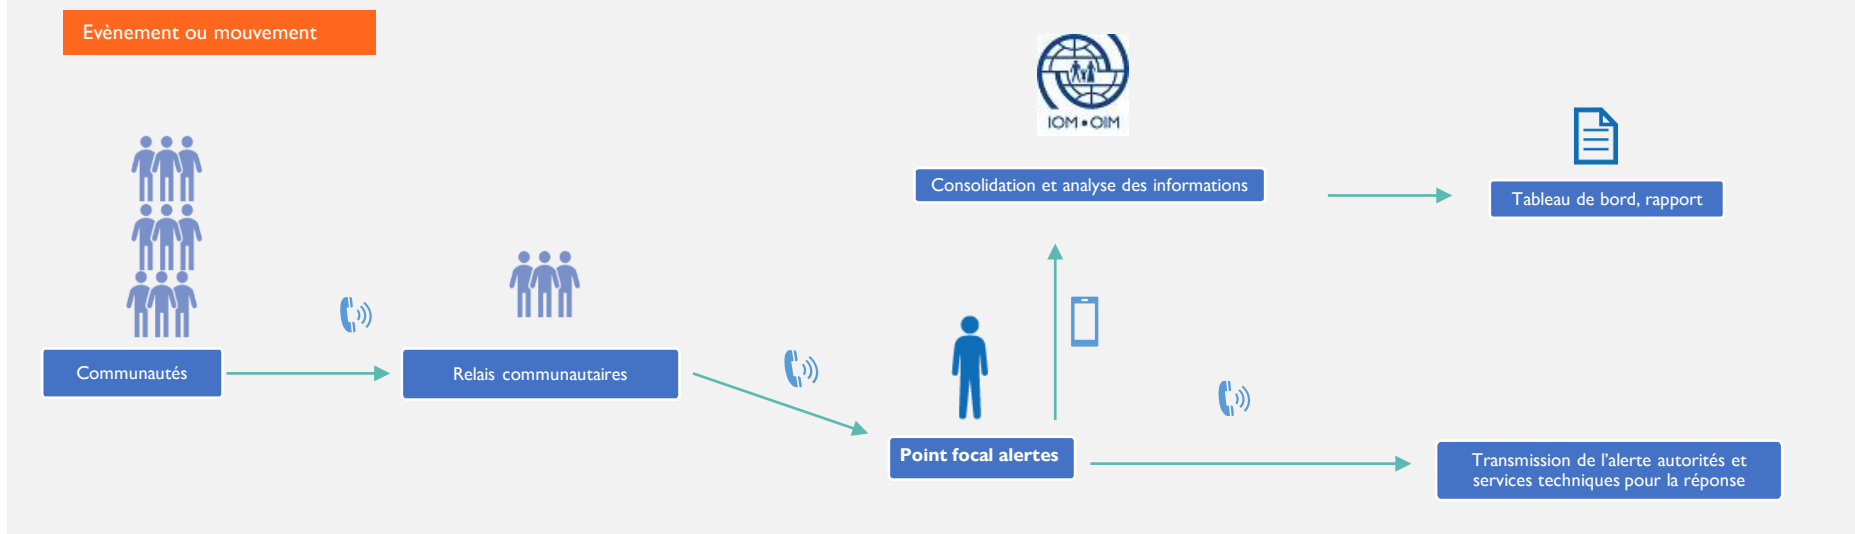 Evènement ou mouvement
IOM • OIM
Consolidation et analyse des informations
Tableau de bord, rapport
Communautés
Relais communautaires
Point focal alertes
Transmission de l’alerte autorités et
services techniques pour la réponse